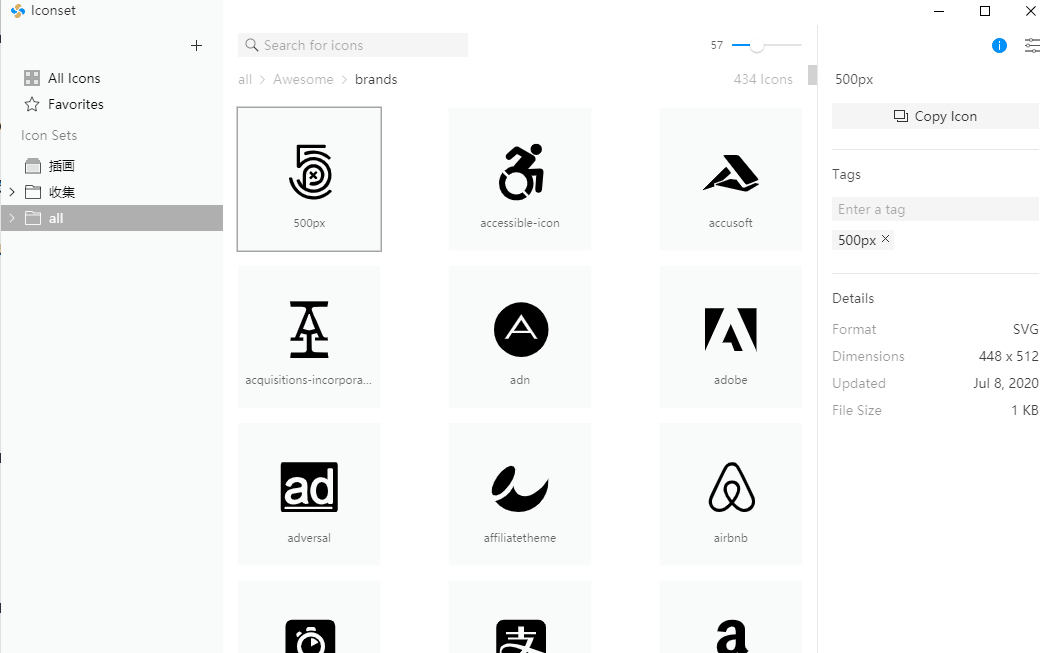 Iconset
Search for icons
57
all > Awesome > brands
434 Icons
All Icons
Favorites
Icon Sets
插画
收集
all
500px
accessible-icon
accusoft
acquisitions-incorpora...
adn
adobe
ad
adversal
affiliatetheme
airbnb
支
a
500px
Copy Icon
Tags
Enter a tag
500px ×
Details
Format SVG
Dimensions 448 x 512
Updated Jul 8, 2020
File Size 1 KB